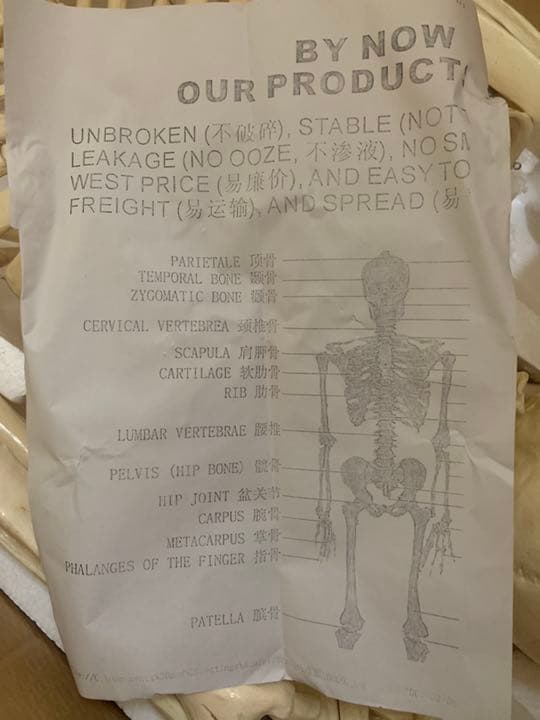 BY NOW
OUR PRODUCT
UNBROKEN (不破碎), STABLE (NOT
LEAKAGE (NO OOZE, 不渗液), NO SM
WEST PRICE (易廉价), AND EASY TO
FREIGHT (易运输), AND SPREAD (易
PARIETALE 顶骨
TEMPORAL BONE 颞骨
ZYGOMATIC BONE 颧骨
CERVICAL VERTEBREA 颈椎骨
SCAPULA 肩胛骨
CARTILAGE 软肋骨
RIB 肋骨
LUMBAR VERTEBRAE 腰椎
PELVIS (HIP BONE) 髋骨
HIP JOINT 盆关节
CARPUS 腕骨
METACARPUS 掌骨
PHALANGES OF THE FINGER 指骨
PATELLA 髌骨